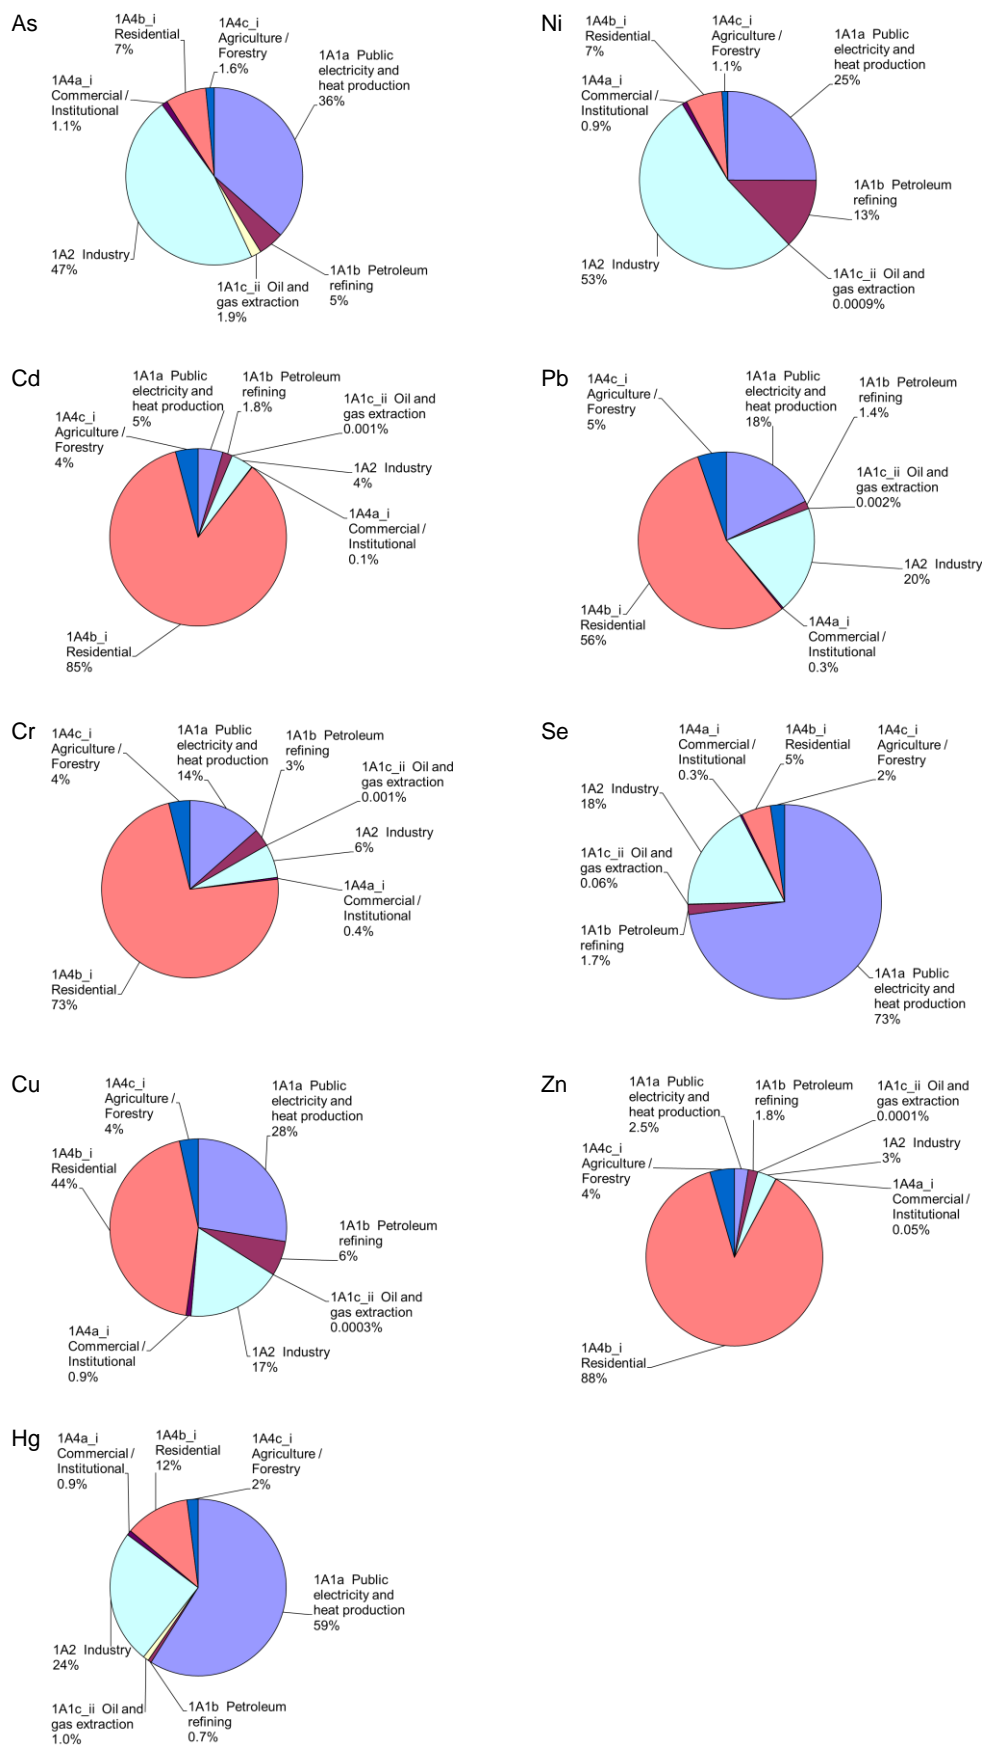 As
1A4b_i
Residential
7%
1A4c_i
Agriculture /
Forestry
1.6%
1A1a Public
electricity and
heat production
36%
1A4a_i
Commercial /
Institutional
1.1%
1A2 Industry
47%
1A1c_ii Oil and
gas extraction
1.9%
1A1b Petroleum
refining
5%
Ni
1A4b_i
Residential
7%
1A4c_i
Agriculture /
Forestry
1.1%
1A1a Public
electricity and
heat production
25%
1A4a_i
Commercial /
Institutional
0.9%
1A1b Petroleum
refining
13%
1A2 Industry
53%
1A1c_ii Oil and
gas extraction
0.0009%
Cd
1A4c_i
Agriculture /
Forestry
4%
1A1a Public
electricity and
heat production
5%
1A1b Petroleum
refining
1.8%
1A1c_ii Oil and
gas extraction
0.001%
1A2 Industry
4%
1A4a_i
Commercial /
Institutional
0.1%
1A4b_i
Residential
85%
Pb
1A4c_i
Agriculture /
Forestry
5%
1A1a Public
electricity and
heat production
18%
1A1b Petroleum
refining
1.4%
1A1c_ii Oil and
gas extraction
0.002%
1A2 Industry
20%
1A4a_i
Commercial /
Institutional
0.3%
1A4b_i
Residential
56%
Cr
1A4c_i
Agriculture /
Forestry
4%
1A1a Public
electricity and
heat production
14%
1A1b Petroleum
refining
3%
1A1c_ii Oil and
gas extraction
0.001%
1A2 Industry
6%
1A4a_i
Commercial /
Institutional
0.4%
1A4b_i
Residential
73%
Se
1A4a_i
Commercial /
Institutional
0.3%
1A4b_i
Residential
5%
1A4c_i
Agriculture /
Forestry
2%
1A2 Industry
18%
1A1c_ii Oil and
gas extraction
0.06%
1A1b Petroleum
refining
1.7%
1A1a Public
electricity and
heat production
73%
Cu
1A4c_i
Agriculture /
Forestry
4%
1A1a Public
electricity and
heat production
28%
1A4b_i
Residential
44%
1A1b Petroleum
refining
6%
1A1c_ii Oil and
gas extraction
0.0003%
1A4a_i
Commercial /
Institutional
0.9%
1A2 Industry
17%
Zn
1A1a Public
electricity and
heat production
2.5%
1A1b Petroleum
refining
1.8%
1A1c_ii Oil and
gas extraction
0.0001%
1A4c_i
Agriculture /
Forestry
4%
1A2 Industry
3%
1A4a_i
Commercial /
Institutional
0.05%
1A4b_i
Residential
88%
Hg
1A4a_i
Commercial /
Institutional
0.9%
1A4b_i
Residential
12%
1A4c_i
Agriculture /
Forestry
2%
1A1a Public
electricity and
heat production
59%
1A2 Industry
24%
1A1c_ii Oil and
gas extraction
1.0%
1A1b Petroleum
refining
0.7%